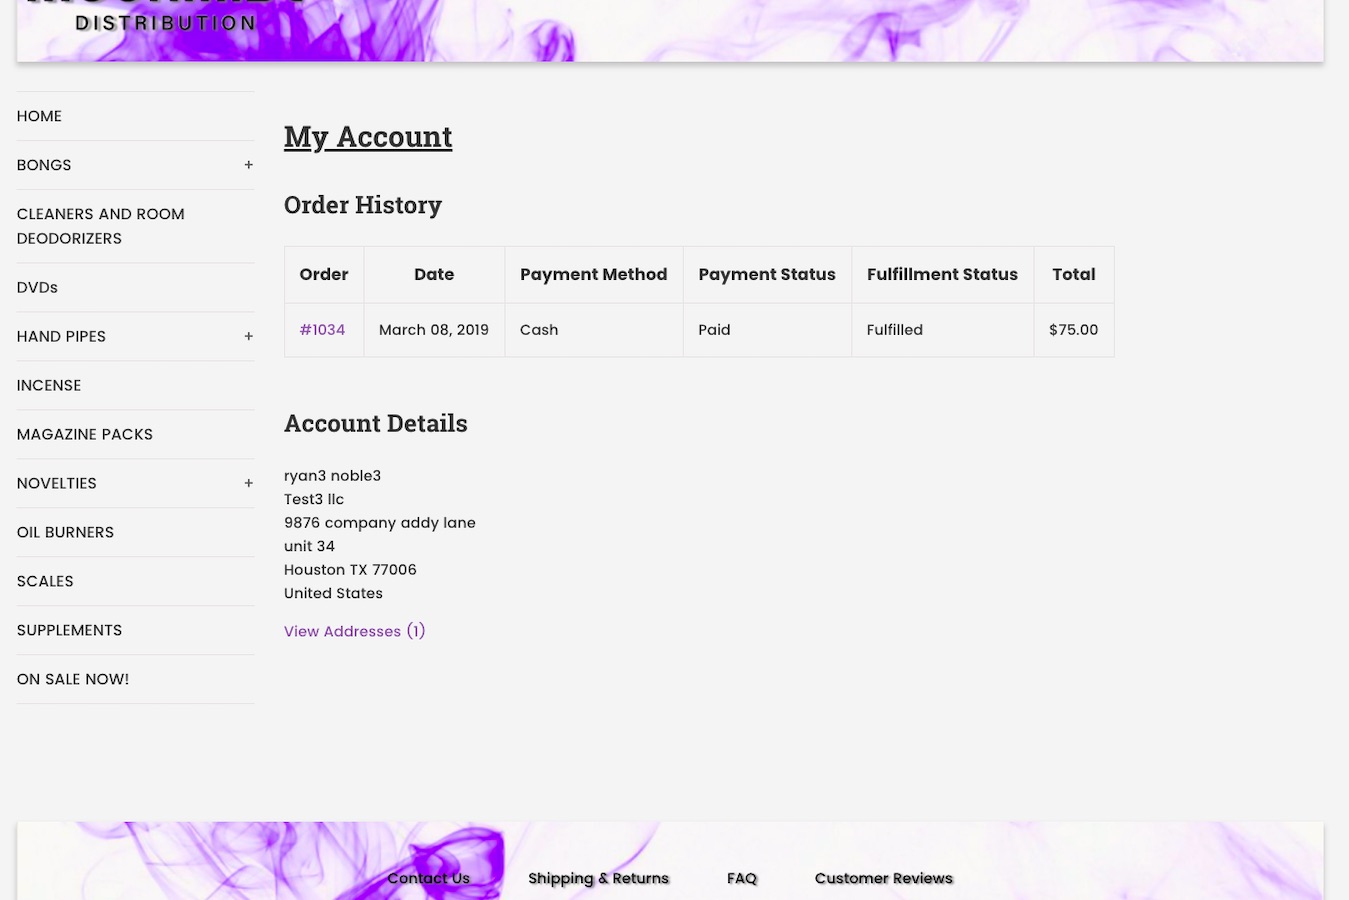 DISTRIBUTION
HOME
BONGS +
CLEANERS AND ROOM
DEODORIZERS
DVDs
HAND PIPES +
INCENSE
MAGAZINE PACKS
NOVELTIES +
OIL BURNERS
SCALES
SUPPLEMENTS
ON SALE NOW!
My Account
Order History
Order Date Payment Method Payment Status Fulfillment Status Total
#1034 March 08, 2019 Cash Paid Fulfilled $75.00
Account Details
ryan3 noble3
Test3 llc
9876 company addy lane
unit 34
Houston TX 77006
United States
View Addresses (1)
Contact Us Shipping & Returns FAQ Customer Reviews